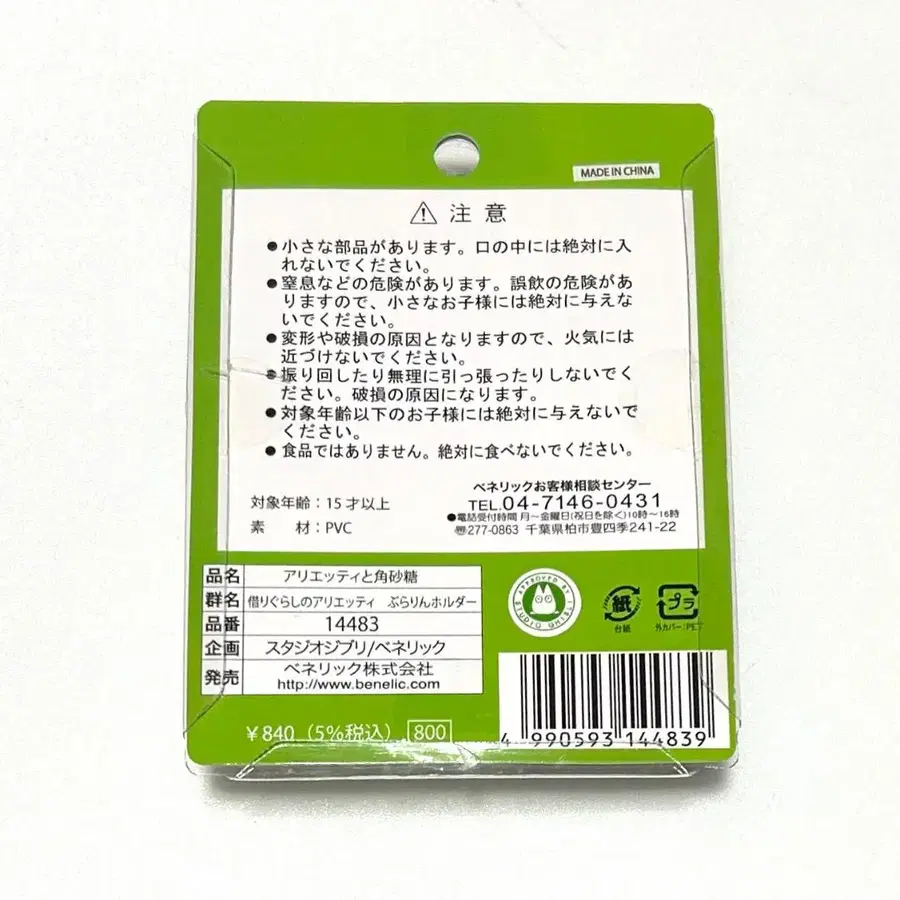 MADE IN CHINA
⚠ 注意
●小さな部品があります。口の中には絶対に入
れないでください。
●窒息などの危険があります。誤飲の危険があ
りますので、小さなお子様には絶対に与えな
いでください。
●変形や破損の原因となりますので、火気には
近づけないでください。
●振り回したり無理に引っ張ったりしないでく
ださい。破損の原因になります。
●対象年齢以下のお子様には絶対に与えないで
ください。
●食品ではありません。絶対に食べないでください。
対象年齢：15才以上
素　材：PVC
ベネリックお客様相談センター
TEL.04-7146-0431
●電話受付時間 月～金曜日(祝日を除く)10時～16時
〠277-0863 千葉県柏市豊四季241-22
品名 アリエッティと角砂糖
群名 借りぐらしのアリエッティ ぶらりんホルダー
品番 14483
企画 スタジオジブリ/ベネリック
発売 ベネリック株式会社
http://www.benelic.com
APPROVED BY STUDIO GHIBLI
紙
台紙
プラ
外カバー：PET
￥840（5%税込） 800
4 990593 144839